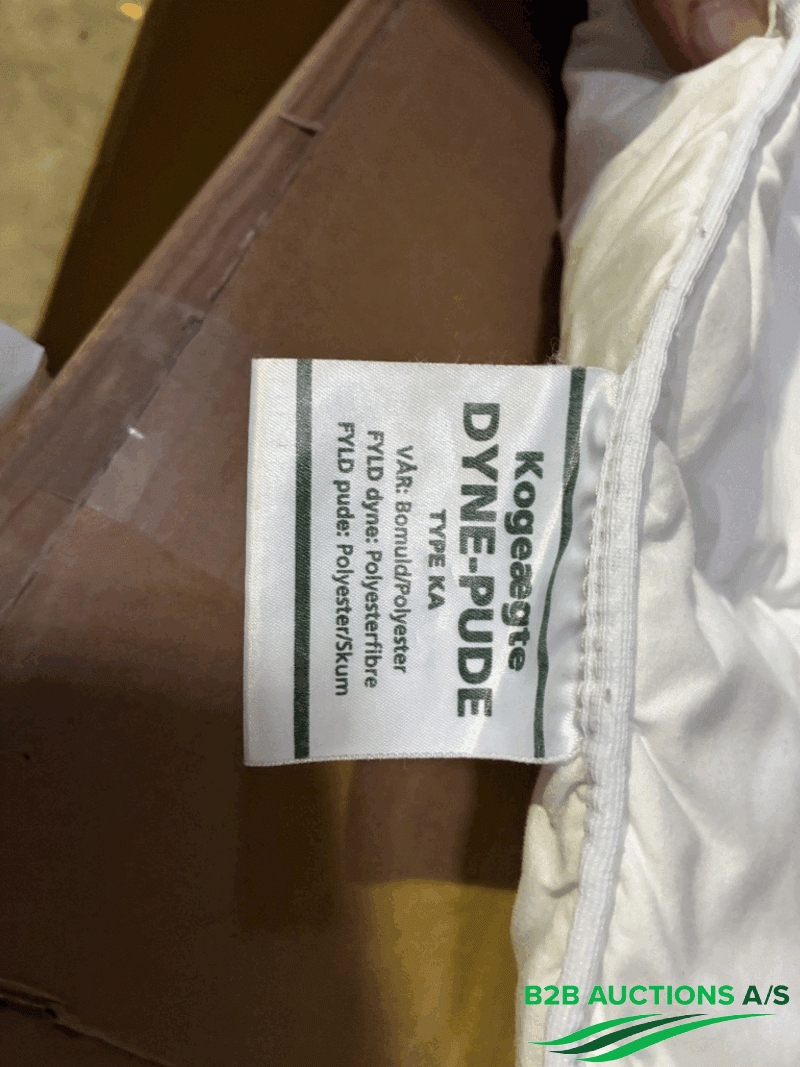 Kogeægte
DYNE-PUDE
TYPE KA
VÅR: Bomuld/Polyester
FYLD dyne: Polyesterfibre
FYLD pude: Polyester/Skum
B2B AUCTIONS A/S